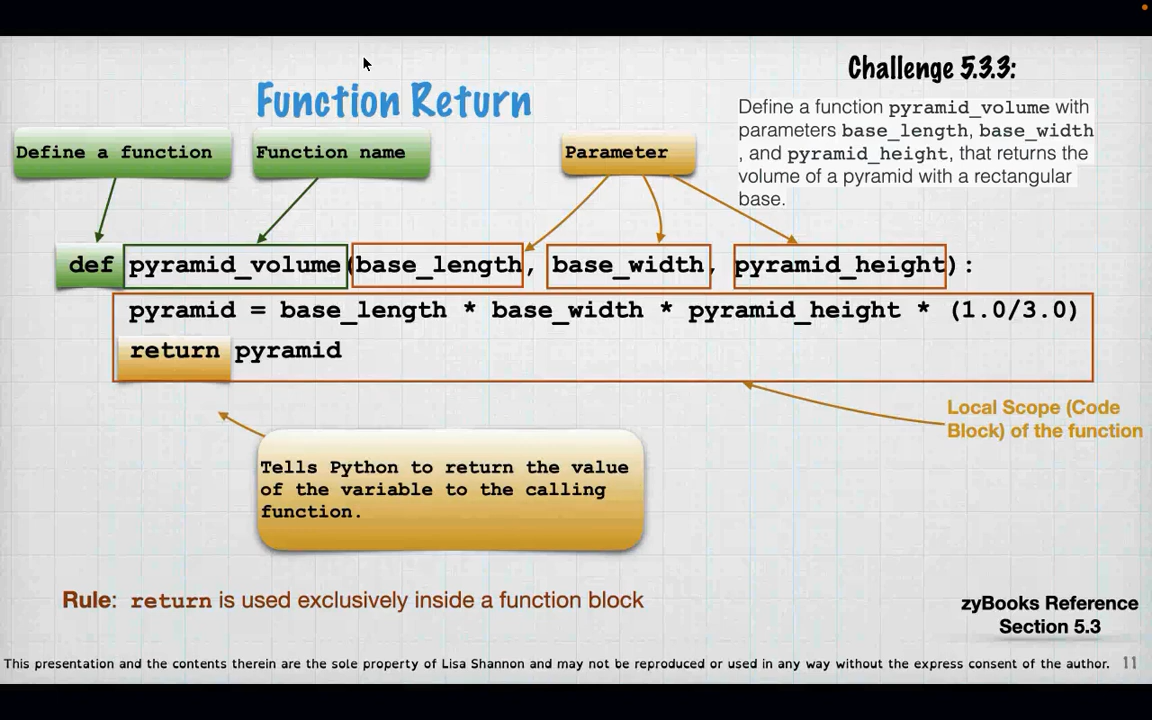 Challenge 5.3.3:
Function Return
Define a function pyramid_volume with
parameters base_length, base_width
, and pyramid_height, that returns the
volume of a pyramid with a rectangular
base.
Define a function
Function name
Parameter
def pyramid_volume(base_length, base_width, pyramid_height):
pyramid = base_length * base_width * pyramid_height * (1.0/3.0)
return pyramid
Local Scope (Code
Block) of the function
Tells Python to return the value
of the variable to the calling
function.
Rule: return is used exclusively inside a function block
zyBooks Reference
Section 5.3
This presentation and the contents therein are the sole property of Lisa Shannon and may not be reproduced or used in any way without the express consent of the author. 11